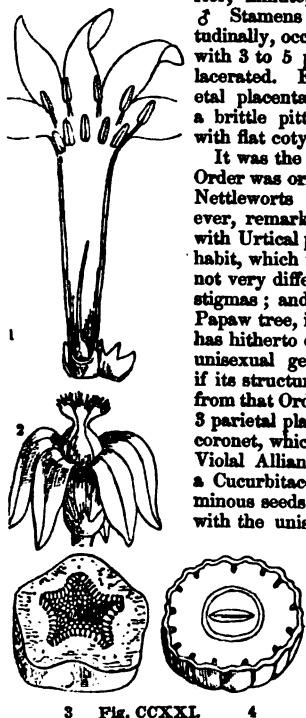 ♂ Stamens
tudinally, occ
with 3 to 5 p
lacerated.
etal placenta
a brittle pitt
with flat coty
It was the
Order was or
Nettleworts
ever, remark
with Urtical p
habit, which
not very diffe
stigmas ; and
Papaw tree, i
has hitherto
unisexual ge
if its structu
from that Ord
3 parietal pla
coronet, whic
Violal Allian
a Cucurbitac
minous seeds
with the unis
1
2
3 Fig. CCXXI. 4